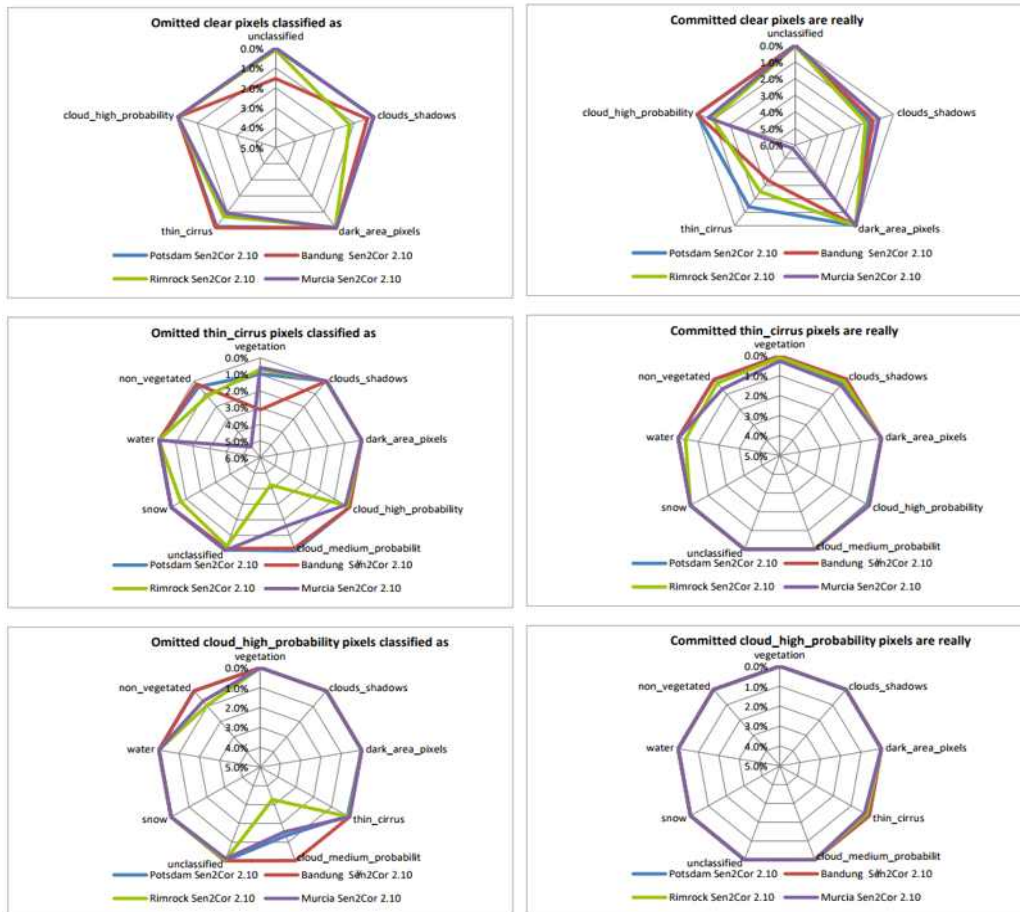 Omitted clear pixels classified as
unclassified
0.0%
1.0%
2.0%
3.0%
4.0%
5.0%
cloud_high_probability
clouds_shadows
thin_cirrus
dark_area_pixels
Potsdam Sen2Cor 2.10
Bandung Sen2Cor 2.10
Rimrock Sen2Cor 2.10
Murcia Sen2Cor 2.10
Committed clear pixels are really
unclassified
0.0%
1.0%
2.0%
3.0%
4.0%
5.0%
6.0%
cloud_high_probability
clouds_shadows
thin_cirrus
dark_area_pixels
Potsdam Sen2Cor 2.10
Bandung Sen2Cor 2.10
Rimrock Sen2Cor 2.10
Murcia Sen2Cor 2.10
Omitted thin_cirrus pixels classified as
vegetation
0.0%
1.0%
2.0%
3.0%
4.0%
5.0%
6.0%
non_vegetated
clouds_shadows
water
dark_area_pixels
snow
cloud_high_probability
unclassified
cloud_medium_probabilit
Potsdam Sen2Cor 2.10
Bandung Sen2Cor 2.10
Rimrock Sen2Cor 2.10
Murcia Sen2Cor 2.10
Committed thin_cirrus pixels are really
vegetation
0.0%
1.0%
2.0%
3.0%
4.0%
5.0%
non_vegetated
clouds_shadows
water
dark_area_pixels
snow
cloud_high_probability
unclassified
cloud_medium_probabilit
Potsdam Sen2Cor 2.10
Bandung Sen2Cor 2.10
Rimrock Sen2Cor 2.10
Murcia Sen2Cor 2.10
Omitted cloud_high_probability pixels classified as
vegetation
0.0%
1.0%
2.0%
3.0%
4.0%
5.0%
non_vegetated
clouds_shadows
water
dark_area_pixels
snow
thin_cirrus
unclassified
cloud_medium_probabilit
Potsdam Sen2Cor 2.10
Bandung Sen2Cor 2.10
Rimrock Sen2Cor 2.10
Murcia Sen2Cor 2.10
Committed cloud_high_probability pixels are really
vegetation
0.0%
1.0%
2.0%
3.0%
4.0%
5.0%
non_vegetated
clouds_shadows
water
dark_area_pixels
snow
thin_cirrus
unclassified
cloud_medium_probabilit
Potsdam Sen2Cor 2.10
Bandung Sen2Cor 2.10
Rimrock Sen2Cor 2.10
Murcia Sen2Cor 2.10